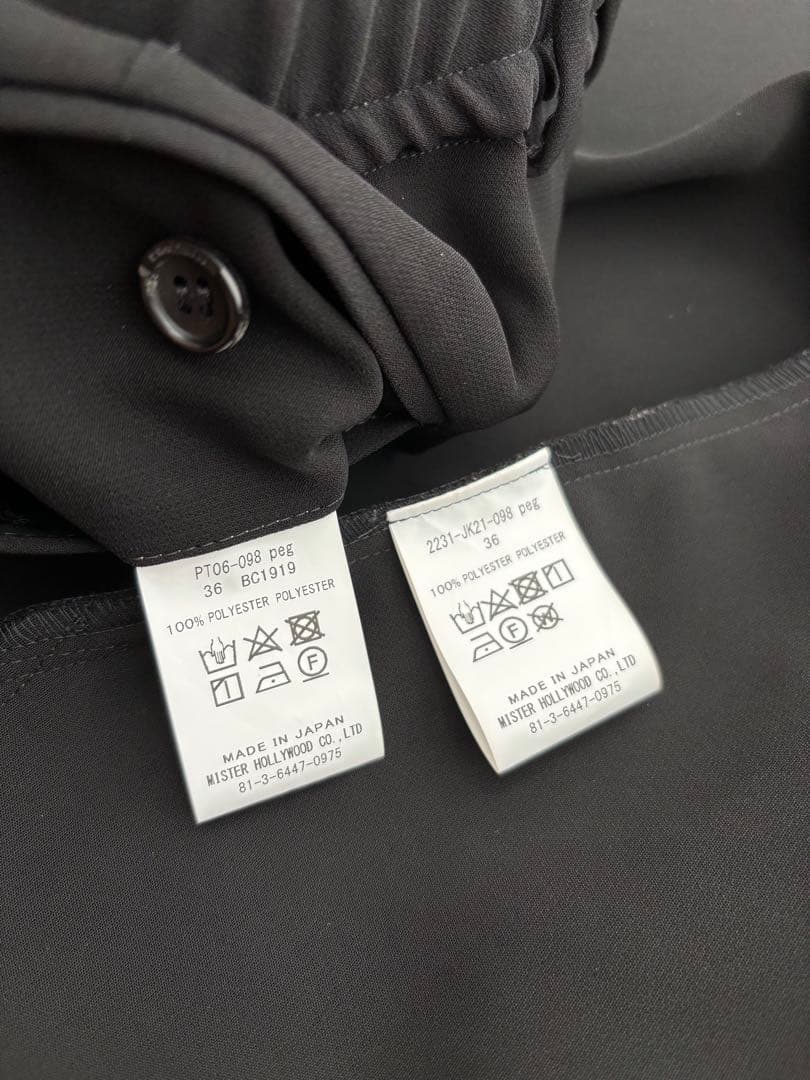 PT06-098 peg
36 BC1919
100% POLYESTER POLYESTER
F
MADE IN JAPAN
MISTER HOLLYWOOD CO.,LTD
81-3-6447-0975
2231-JK21-098 peg
36
100% POLYESTER POLYESTER
F W
MADE IN JAPAN
MISTER HOLLYWOOD CO.,LTD
81-3-6447-0975